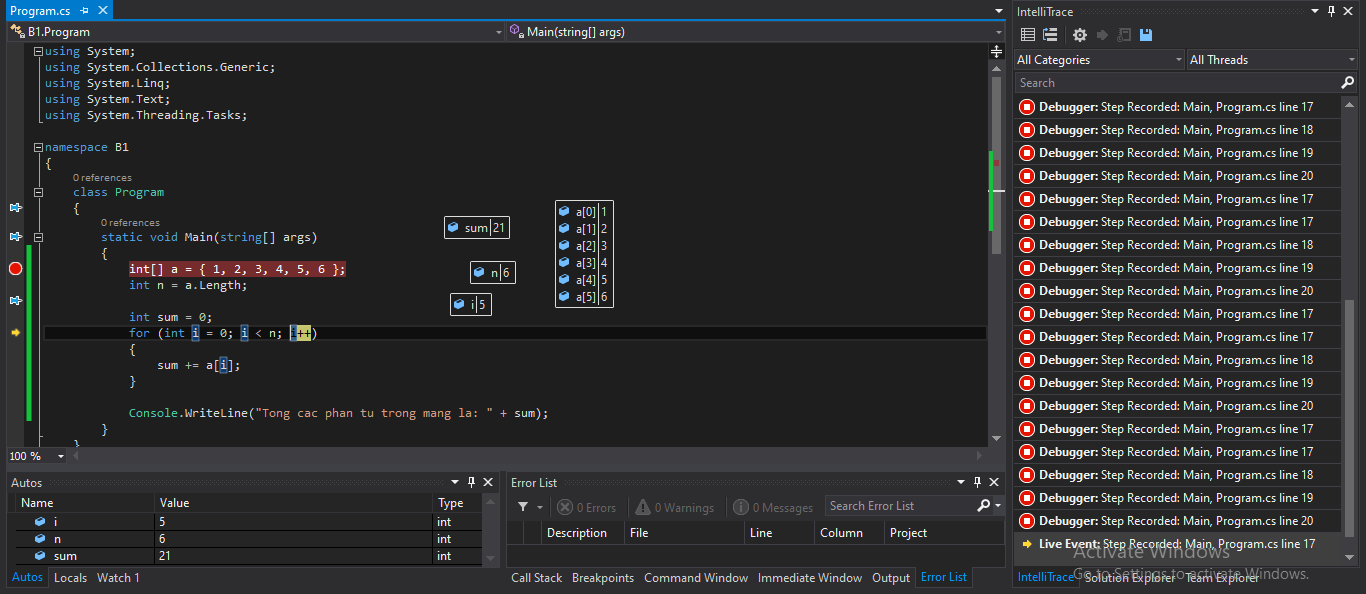 Program.cs
B1.Program
Main(string[] args)
using System;
using System.Collections.Generic;
using System.Linq;
using System.Text;
using System.Threading.Tasks;
namespace B1
{
0 references
class Program
{
0 references
static void Main(string[] args)
{
int[] a = { 1, 2, 3, 4, 5, 6 };
int n = a.Length;
int sum = 0;
for (int i = 0; i < n; i++)
{
sum += a[i];
}
Console.WriteLine("Tong cac phan tu trong mang la: " + sum);
}
}
sum 21
n 6
i 5
a[0] 1
a[1] 2
a[2] 3
a[3] 4
a[4] 5
a[5] 6
100 %
Autos
Name Value Type
i 5 int
n 6 int
sum 21 int
Autos Locals Watch 1
Error List
0 Errors 0 Warnings 0 Messages Search Error List
Description File Line Column Project
Call Stack Breakpoints Command Window Immediate Window Output Error List
IntelliTrace
All Categories All Threads
Search
Debugger: Step Recorded: Main, Program.cs line 17
Debugger: Step Recorded: Main, Program.cs line 18
Debugger: Step Recorded: Main, Program.cs line 19
Debugger: Step Recorded: Main, Program.cs line 20
Debugger: Step Recorded: Main, Program.cs line 17
Debugger: Step Recorded: Main, Program.cs line 17
Debugger: Step Recorded: Main, Program.cs line 18
Debugger: Step Recorded: Main, Program.cs line 19
Debugger: Step Recorded: Main, Program.cs line 20
Debugger: Step Recorded: Main, Program.cs line 17
Debugger: Step Recorded: Main, Program.cs line 17
Debugger: Step Recorded: Main, Program.cs line 18
Debugger: Step Recorded: Main, Program.cs line 19
Debugger: Step Recorded: Main, Program.cs line 20
Debugger: Step Recorded: Main, Program.cs line 17
Debugger: Step Recorded: Main, Program.cs line 17
Debugger: Step Recorded: Main, Program.cs line 18
Debugger: Step Recorded: Main, Program.cs line 19
Debugger: Step Recorded: Main, Program.cs line 20
Live Event: Step Recorded: Main, Program.cs line 17
Activate Windows
Go to Settings to activate Windows.
IntelliTrace Solution Explorer Team Explorer